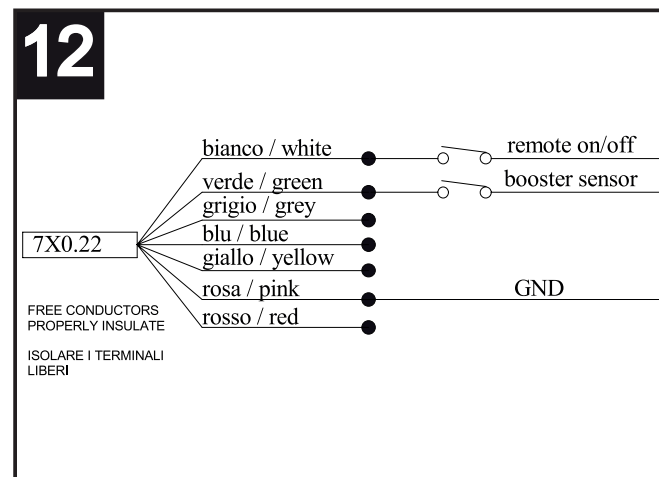 12
bianco / white
remote on/off
verde / green
booster sensor
grigio / grey
7X0.22
blu / blue
giallo / yellow
rosa / pink
GND
rosso / red
FREE CONDUCTORS
PROPERLY INSULATE
ISOLARE I TERMINALI
LIBERI